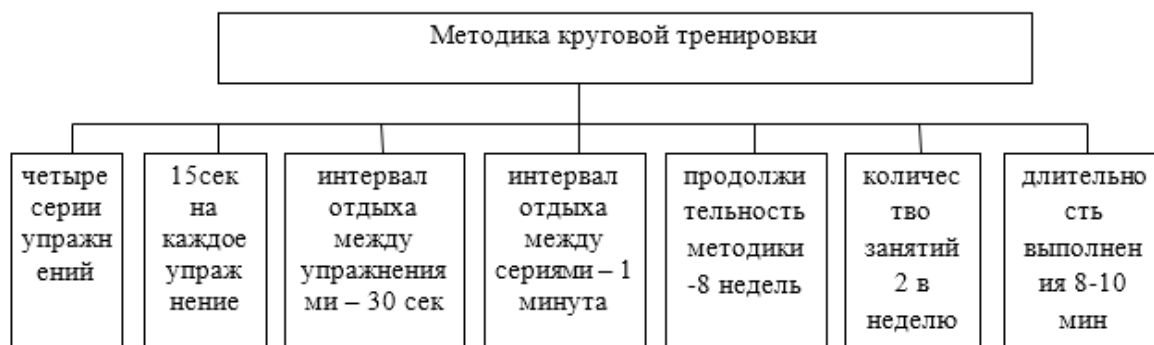 Методика круговой тренировки
четыре
серии
упражн
ений
15сек
на
каждое
упраж
нение
интервал
отдыха
между
упражнения
ми – 30 сек
интервал
отдыха
между
сериями – 1
минута
продолжи
тельность
методики
-8 недель
количес
тво
занятий
2 в
неделю
длительно
сть
выполнен
ия 8-10
мин